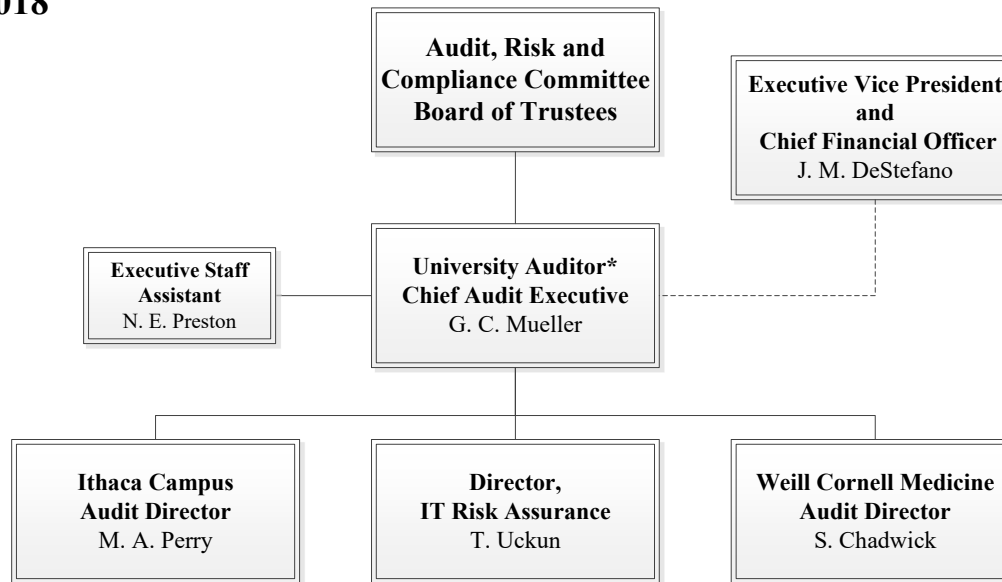 Audit, Risk and
Compliance Committee
Board of Trustees
Executive Vice President
and
Chief Financial Officer
J. M. DeStefano
Executive Staff
Assistant
N. E. Preston
University Auditor*
Chief Audit Executive
G. C. Mueller
Ithaca Campus
Audit Director
M. A. Perry
Director,
IT Risk Assurance
T. Uckun
Weill Cornell Medicine
Audit Director
S. Chadwick